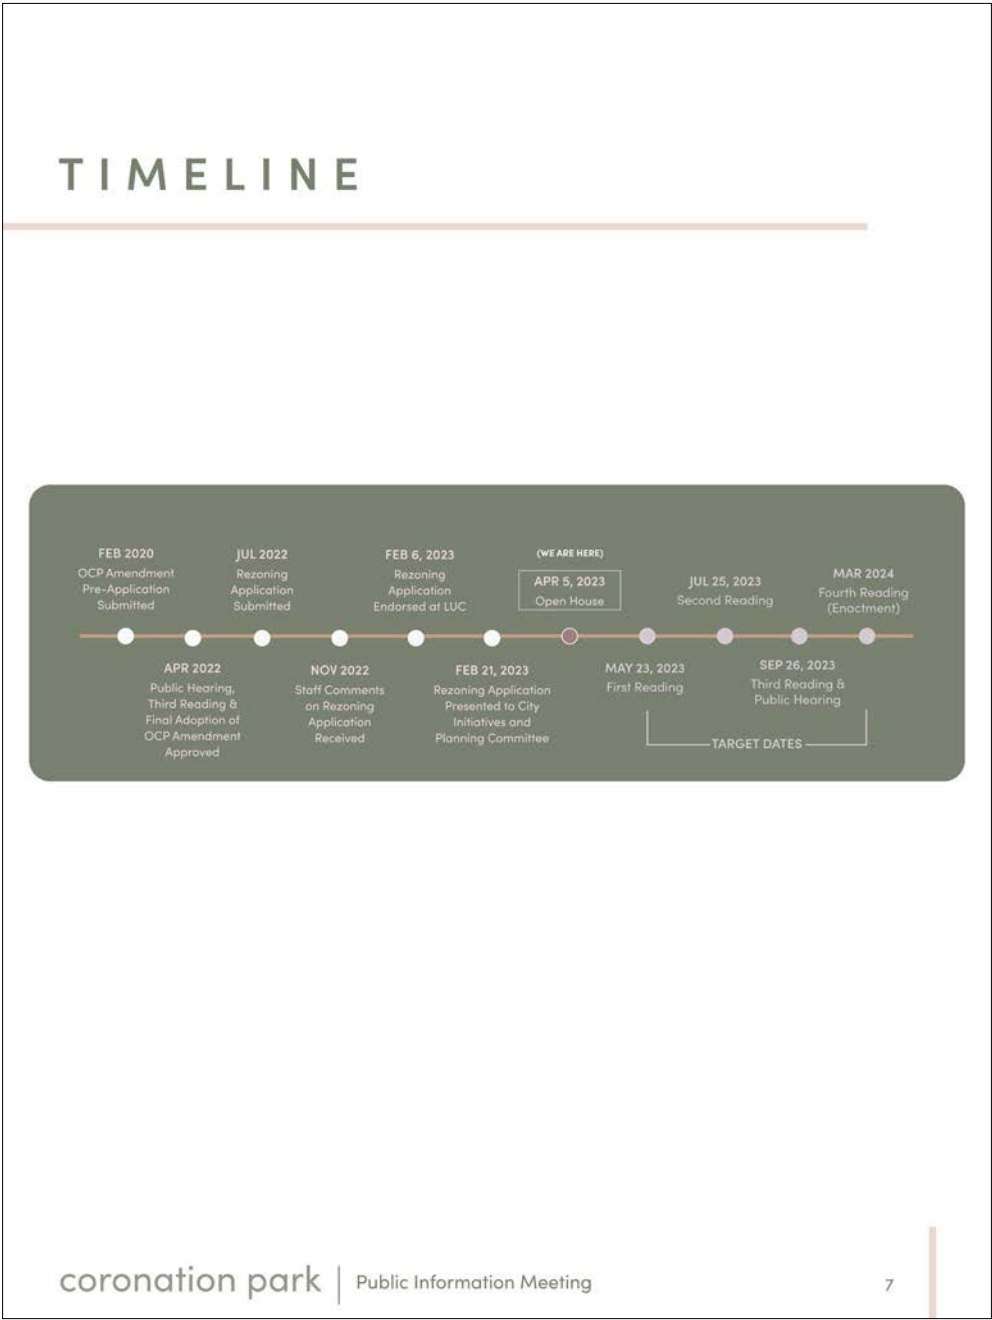 TIMELINE
FEB 2020
OCP Amendment
Pre-Application
Submitted
APR 2022
Public Hearing,
Third Reading &
Final Adoption of
OCP Amendment
Approved
JUL 2022
Rezoning
Application
Submitted
NOV 2022
Staff Comments
on Rezoning
Application
Received
FEB 6, 2023
Rezoning
Application
Endorsed at LUC
FEB 21, 2023
Rezoning Application
Presented to City
Initiatives and
Planning Committee
(WE ARE HERE)
APR 5, 2023
Open House
MAY 23, 2023
First Reading
JUL 25, 2023
Second Reading
SEP 26, 2023
Third Reading &
Public Hearing
MAR 2024
Fourth Reading
(Enactment)
TARGET DATES
coronation park | Public Information Meeting
7